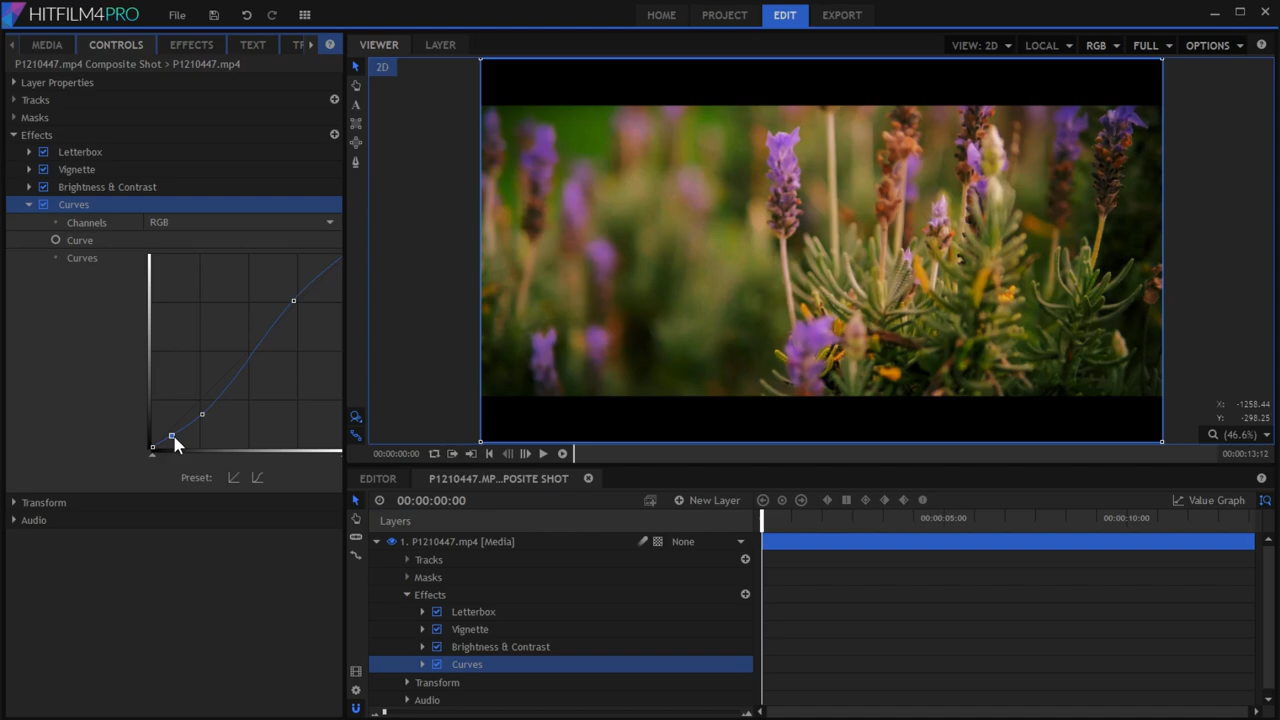 HITFILM4PRO File HOME PROJECT EDIT EXPORT
MEDIA CONTROLS EFFECTS TEXT
VIEWER LAYER VIEW: 2D LOCAL RGB FULL OPTIONS
P1210447.mp4 Composite Shot > P1210447.mp4
2D
Layer Properties
Tracks
Masks
Effects
Letterbox
Vignette
Brightness & Contrast
Curves
Channels RGB
Curve
Curves
Preset:
Transform
Audio
X: -1258.44
Y: -298.25
(46.6%)
00:00:00:00 00:00:13:12
EDITOR P1210447.MP...POSITE SHOT
00:00:00:00 New Layer Value Graph
Layers 00:00:05:00 00:00:10:00
1. P1210447.mp4 [Media] None
Tracks
Masks
Effects
Letterbox
Vignette
Brightness & Contrast
Curves
Transform
Audio